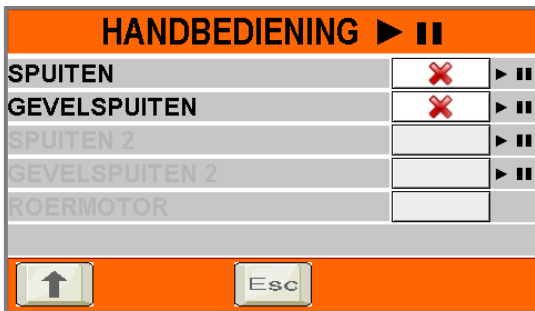 HANDBEDIENING ►❚❚
SPUITEN ►❚❚
GEVELSPUITEN ►❚❚
SPUITEN 2 ►❚❚
GEVELSPUITEN 2 ►❚❚
ROERMOTOR
Esc